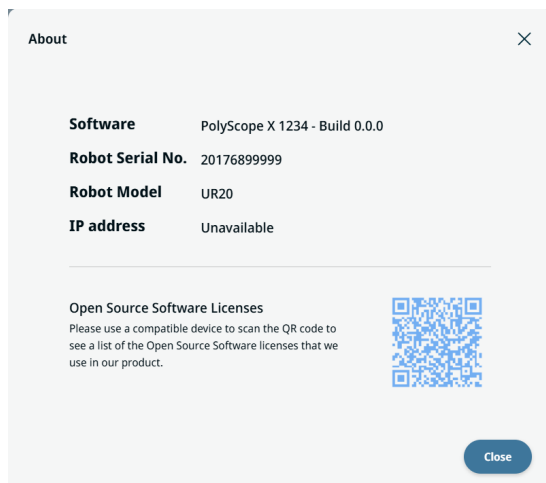 About
Software PolyScope X 1234 - Build 0.0.0
Robot Serial No. 20176899999
Robot Model UR20
IP address Unavailable
Open Source Software Licenses
Please use a compatible device to scan the QR code to
see a list of the Open Source Software licenses that we
use in our product.
Close